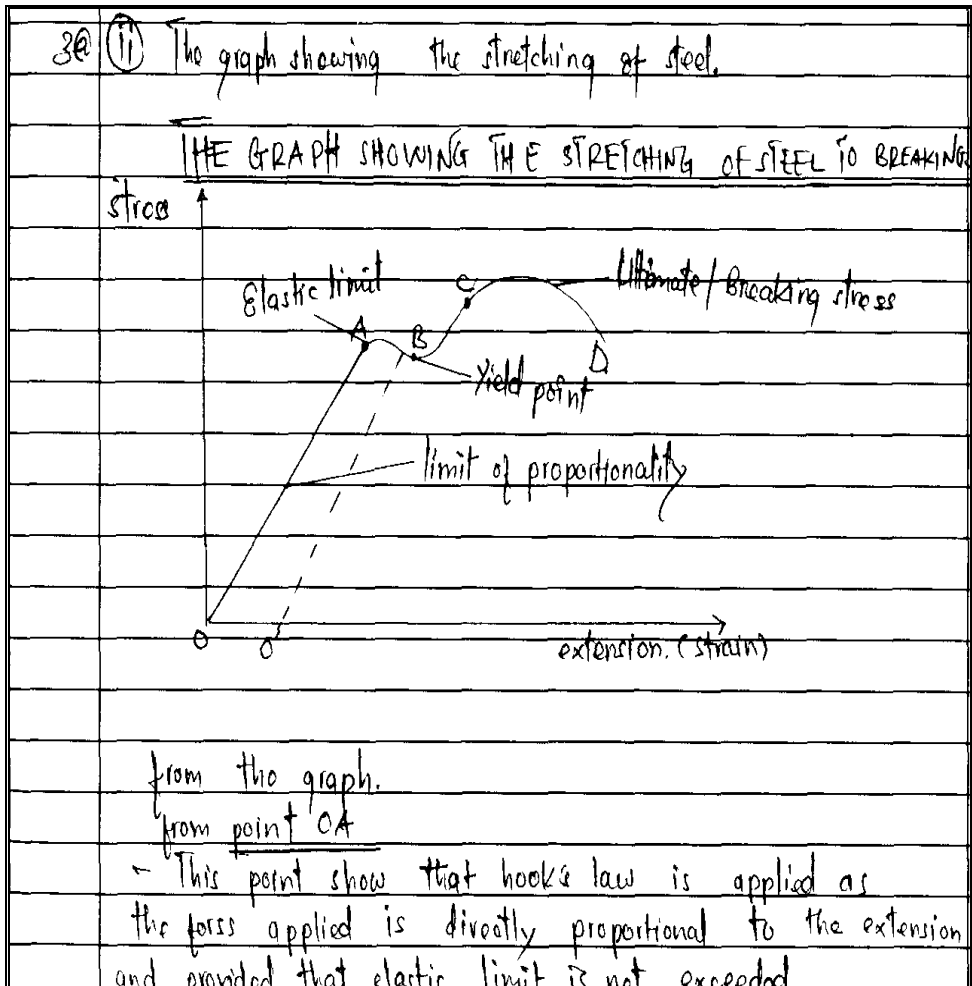 3@ (ii) The graph showing the stretching of steel.
THE GRAPH SHOWING THE STRETCHING OF STEEL TO BREAKING
stress
Elastic limit
C
Ultimate / Breaking stress
A
B
D
Yield point
limit of proportionality
O
O'
extension. (strain)
from the graph.
from point OA
- This point show that hook's law is applied as
the forss applied is directly proportional to the extension
and provided that elastic limit is not exceeded